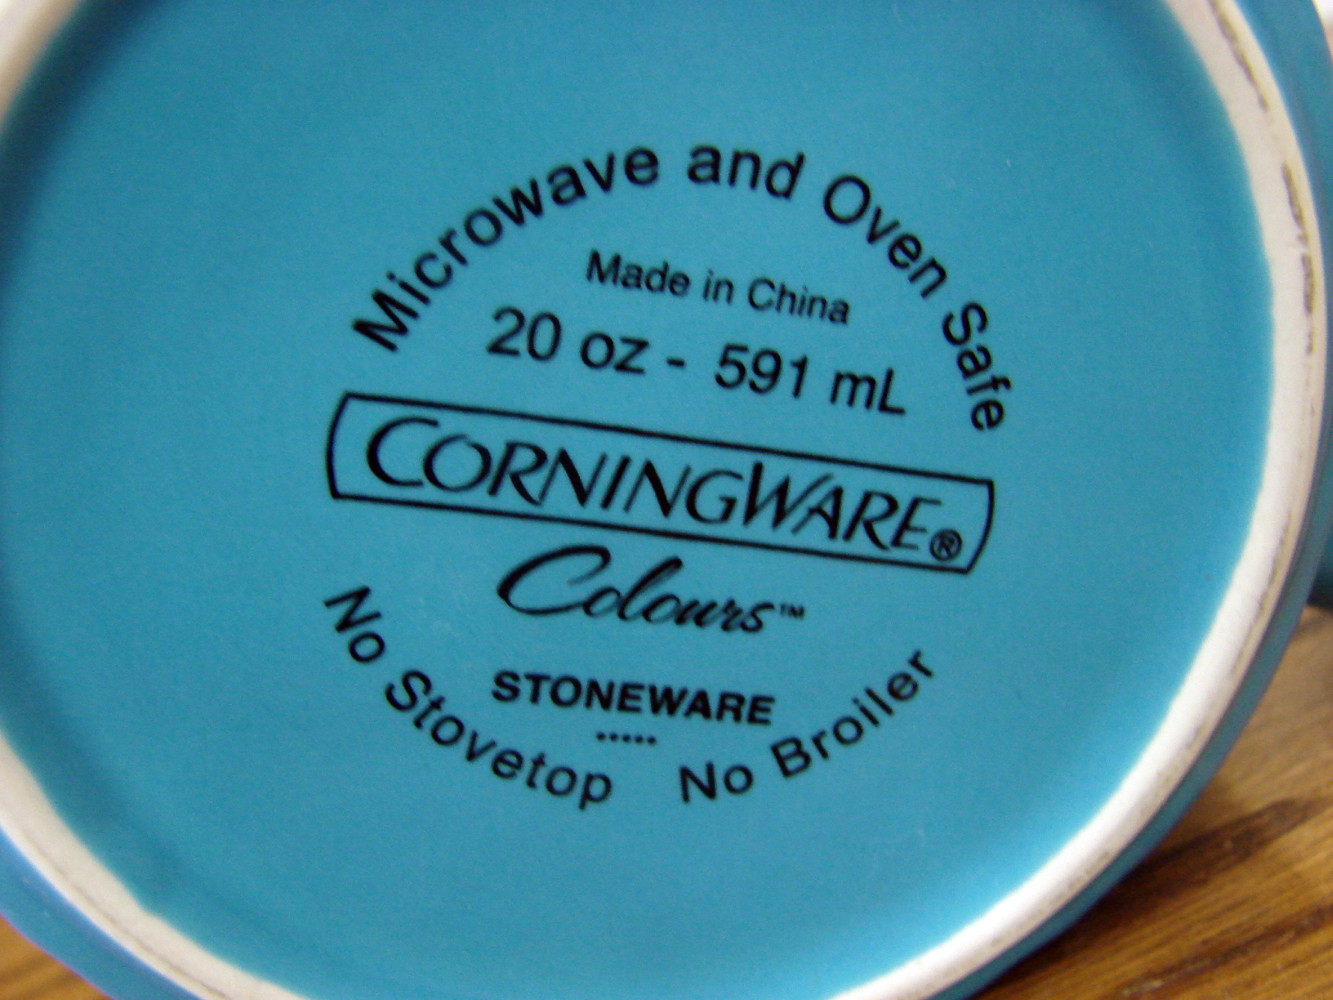 Microwave and Oven Safe
Made in China
20 oz - 591 mL
CORNINGWARE®
Colours™
STONEWARE
No Stovetop No Broiler